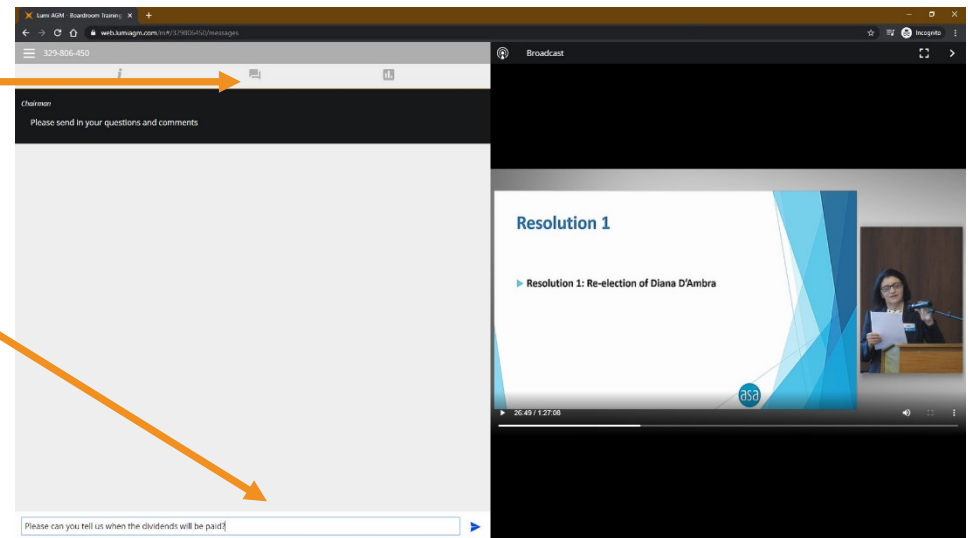 Lumi AGM - Boardroom Training
web.lumiagm.com/m#/329806450/messages
Incognito
329-806-450
Broadcast
i
Chairman
Please send in your questions and comments
Resolution 1
Resolution 1: Re-election of Diana D'Ambra
asa
26:49 / 1:27:08
Please can you tell us when the dividends will be paid?